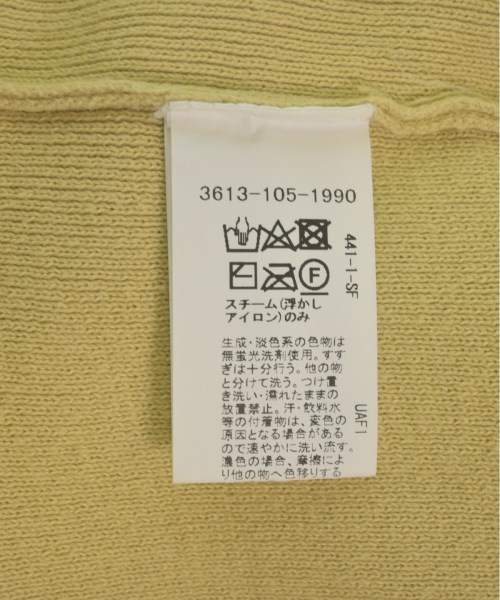 3613-105-1990
F
441-1-SF
スチーム(浮かし
アイロン)のみ
生成・淡色系の色物は
無蛍光洗剤使用。すす
ぎは十分行う。他の物
と分けて洗う。つけ置
き洗い・濡れたままの
放置禁止。汗・飲料水
等の付着物は、変色の
原因となる場合がある
ので速やかに洗い流す。
濃色の場合、摩擦によ
り他の物へ色移りする
UAF1